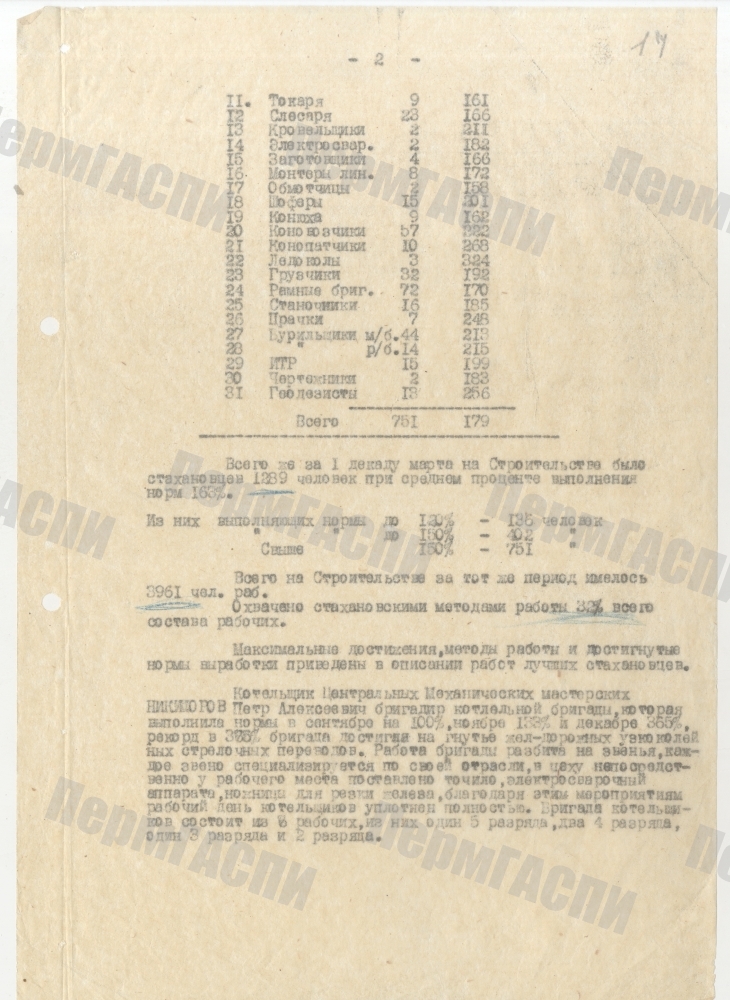 - 2 -
17
11. Токаря 9 161
12 Слесаря 23 166
13 Кровельщики 2 211
14 Электросвар. 2 182
15 Заготовщики 4 166
16 Монтеры лин. 8 172
17 Обмотчицы 2 158
18 Шоферы 15 201
19 Конюха 9 162
20 Коновозчики 57 222
21 Конопатчики 10 268
22 Ледоколы 3 324
23 Грузчики 32 192
24 Рамные бриг. 72 170
25 Станочники 16 185
26 Прачки 7 248
27 Бурильщики м/б. 44 213
28 " р/б. 14 215
29 ИТР 15 199
30 Чертежники 2 183
31 Геодезисты 13 256
Всего 751 179
Всего же за 1 декаду марта на Строительстве было
стахановцев 1289 человек при среднем проценте выполнения
норм 163%.
Из них выполняющих нормы до 120% - 136 человек
" " до 150% - 402 "
Свыше 150% - 751 "
Всего на Строительстве за тот же период имелось
3961 чел. раб.
Охвачено стахановскими методами работы 32% всего
состава рабочих.
Максимальные достижения, методы работы и достигнутые
нормы выработки приведены в описании работ лучших стахановцев.
Котельщик Центральных Механических мастерских
НИКИФОРОВ Петр Алексеевич бригадир котельной бригады, которая
выполнила нормы в сентябре на 100%, ноябре 133% и декабре 355%,
рекорд в 375% бригада достигла на гнутье жел-дорожных узкоколей
ных стрелочных переводов. Работа бригады разбита на звенья, каж-
дое звено специализируется по своей отрасли, в цеху непосредст-
венно у рабочего места поставлено точило, электросварочный
аппарата, ножницы для резки железа, благодаря этим мероприятиям
рабочий день котельщиков уплотнен полностью. Бригада котельщи-
ков состоит из 6 рабочих, из них один 5 разряда, два 4 разряда,
один 3 разряда и 2 разряда.
ПермГАСПИ